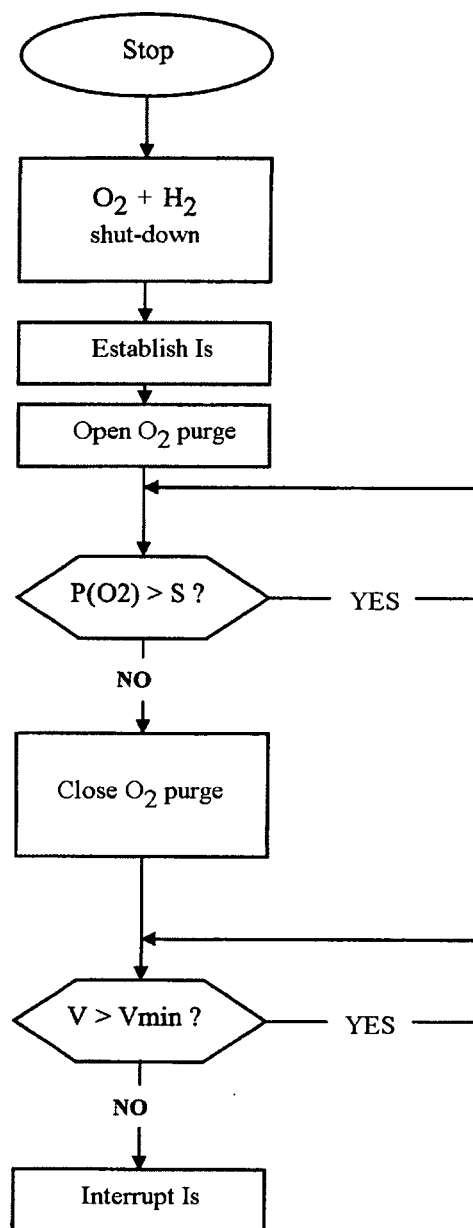 Stop
O2 + H2
shut-down
Establish Is
Open O2 purge
P(O2) > S ?
YES
NO
Close O2 purge
V > Vmin ?
YES
NO
Interrupt Is